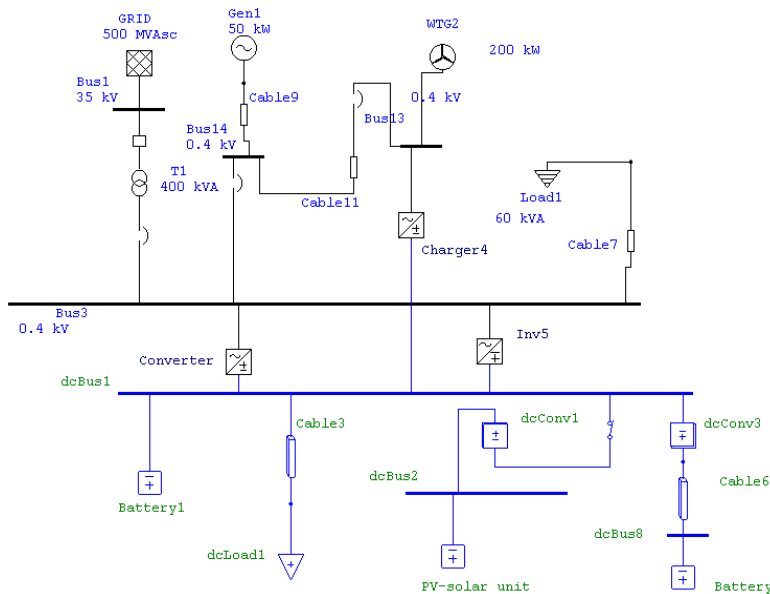 GRID
500 MVAsc
Gen1
50 kW
WTG2
200 kW
Bus1
35 kV
Cable9
0.4 kV
Bus13
Bus14
0.4 kV
T1
400 kVA
Cable11
Load1
60 kVA
Cable7
Charger4
Bus3
0.4 kV
Inv5
Converter
dcBus1
Cable3
dcConv1
dcConv3
dcBus2
Cable6
Battery1
dcBus8
dcLoad1
PV-solar unit
Battery